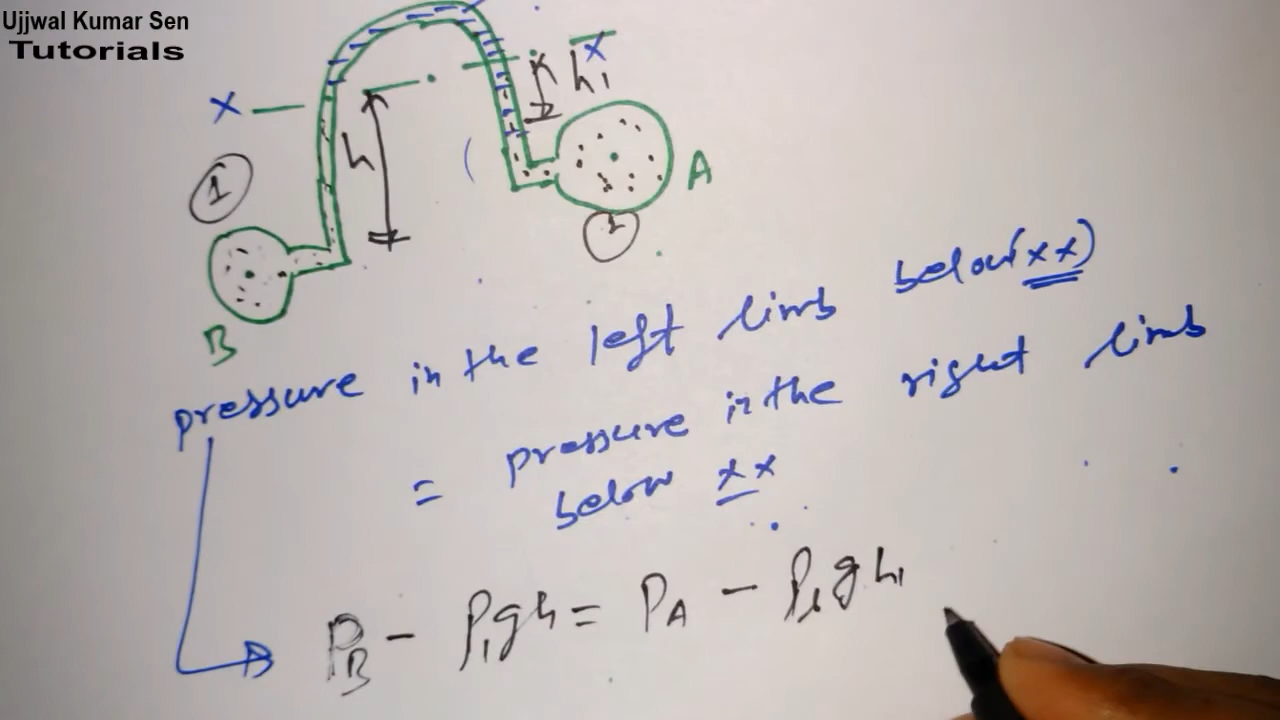 Ujjwal Kumar Sen
Tutorials
x
x
h
h₁
1
2
A
B
pressure in the left limb below (xx)
= pressure in the right limb
below xx
P_B - ρ₁gh = P_A - ρ₂gh₁